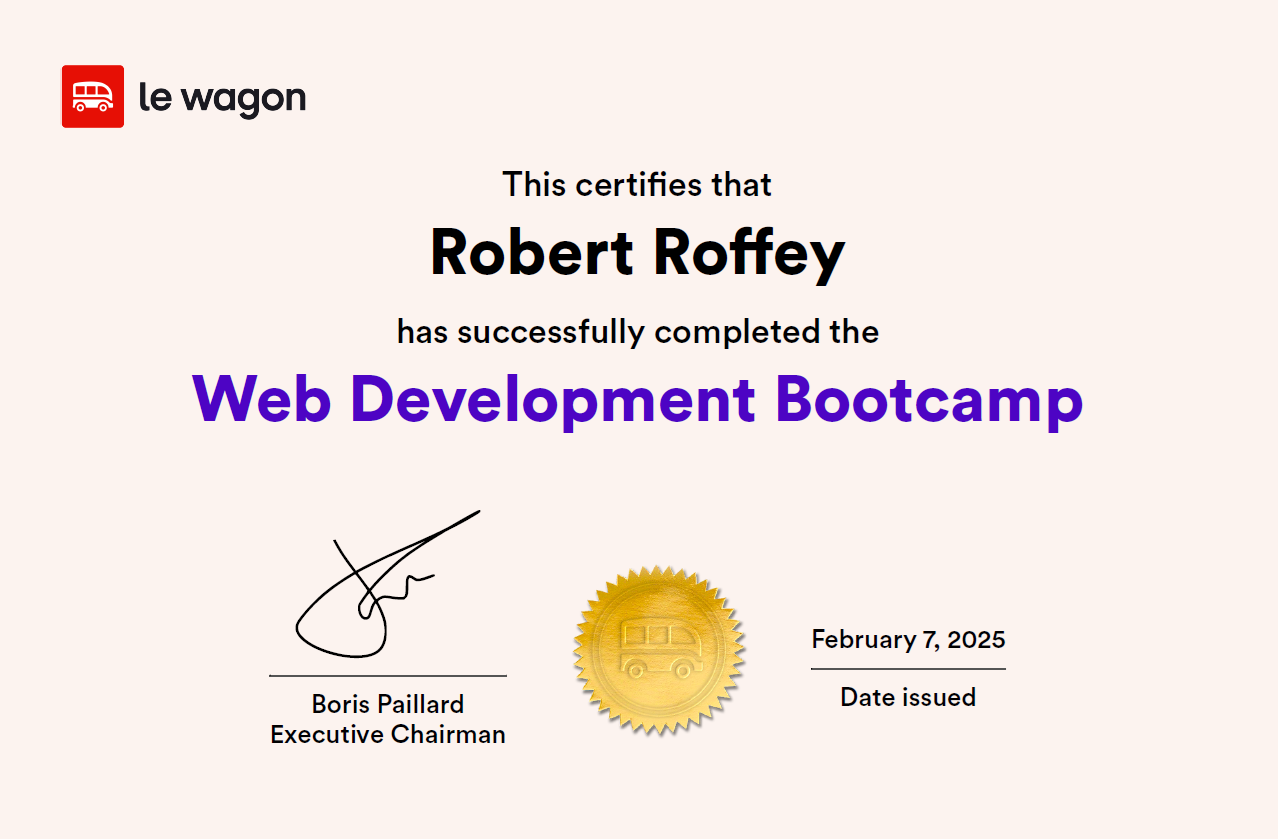 le wagon
This certifies that
Robert Roffey
has successfully completed the
Web Development Bootcamp
February 7, 2025
Boris Paillard
Date issued
Executive Chairman